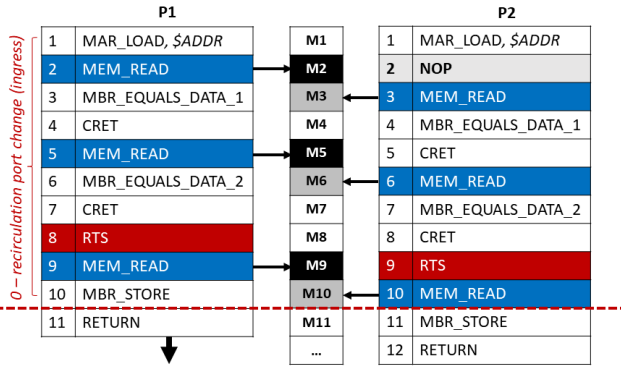 P1
P2
0 – recirculation port change (ingress)
1 MAR_LOAD, $ADDR
2 MEM_READ
3 MBR_EQUALS_DATA_1
4 CRET
5 MEM_READ
6 MBR_EQUALS_DATA_2
7 CRET
8 RTS
9 MEM_READ
10 MBR_STORE
11 RETURN
M1
M2
M3
M4
M5
M6
M7
M8
M9
M10
M11
...
1 MAR_LOAD, $ADDR
2 NOP
3 MEM_READ
4 MBR_EQUALS_DATA_1
5 CRET
6 MEM_READ
7 MBR_EQUALS_DATA_2
8 CRET
9 RTS
10 MEM_READ
11 MBR_STORE
12 RETURN